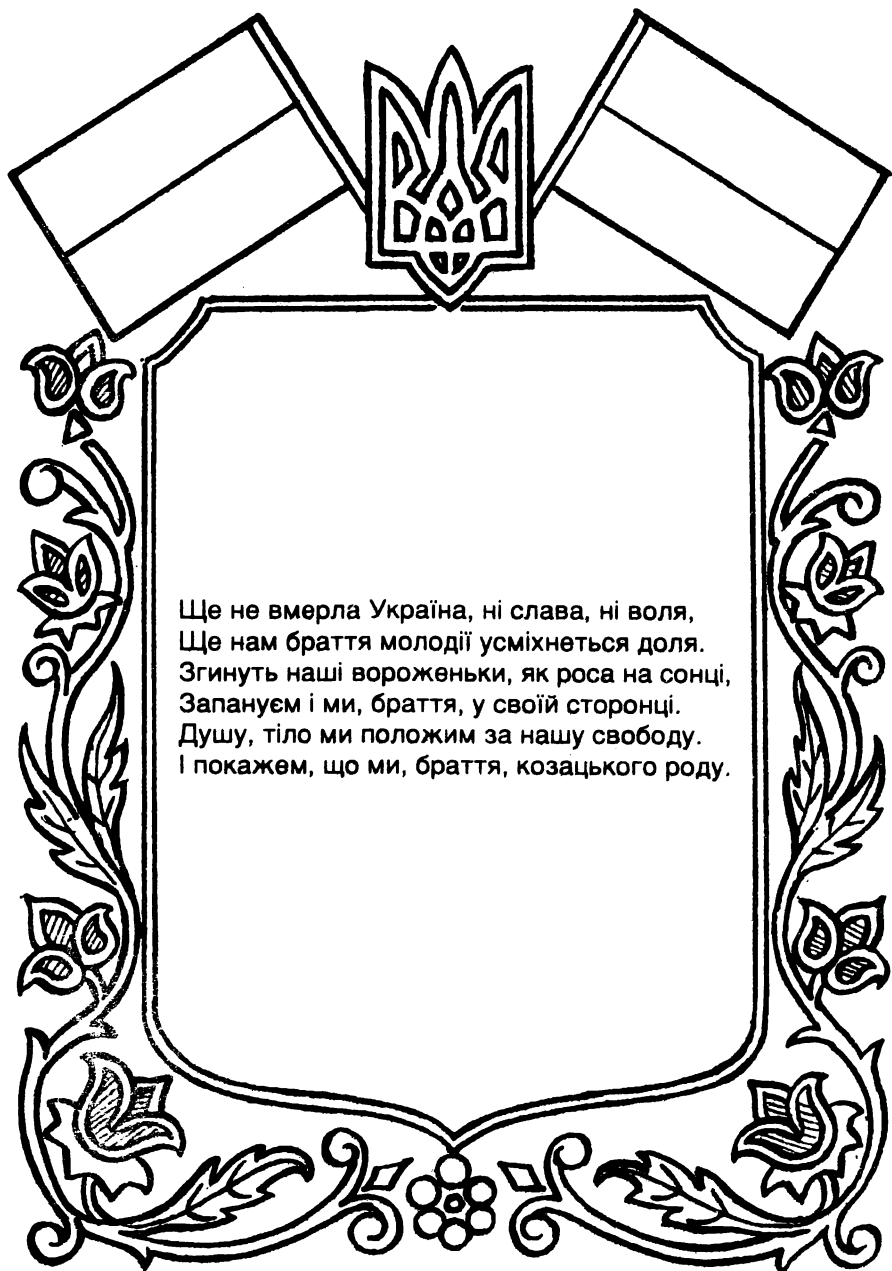 Ще не вмерла Україна, ні слава, ні воля,
Ще нам браття молодії усміхнеться доля.
Згинуть наші вороженьки, як роса на сонці,
Запануєм і ми, браття, у своїй сторонці.
Душу, тіло ми положим за нашу свободу.
І покажем, що ми, браття, козацького роду.